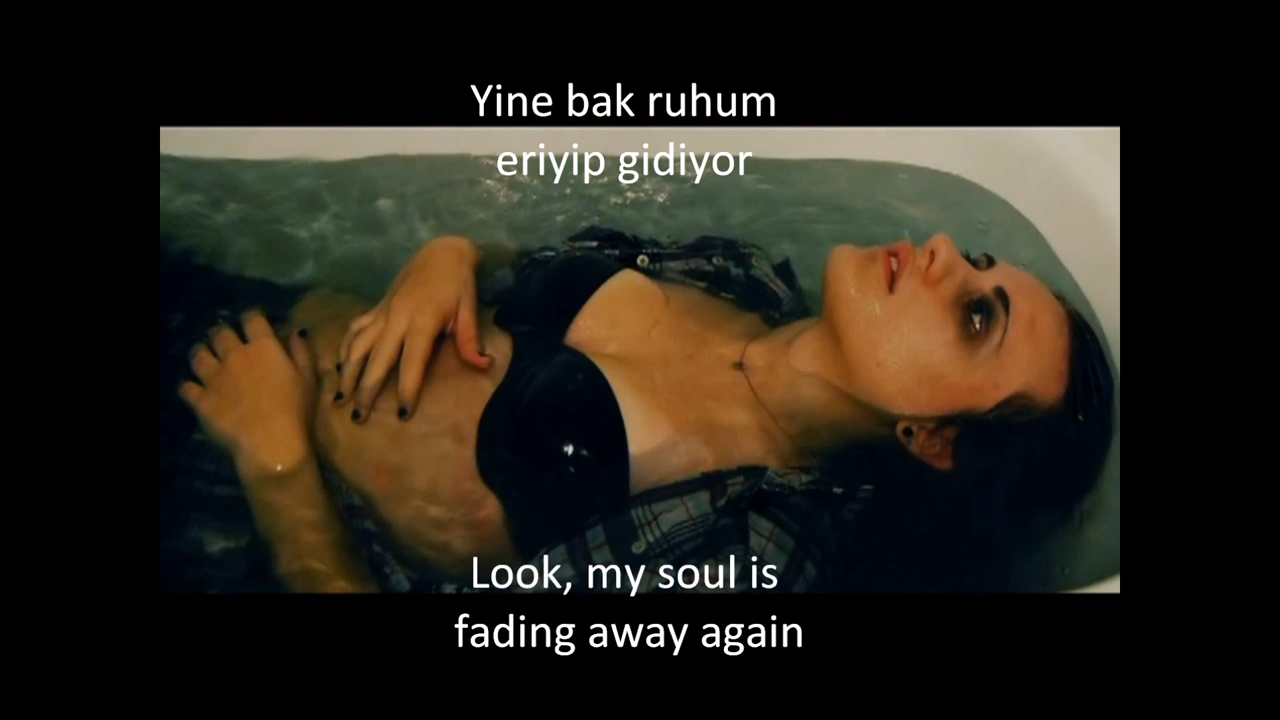 Yine bak ruhum
eriyip gidiyor
Look, my soul is
fading away again